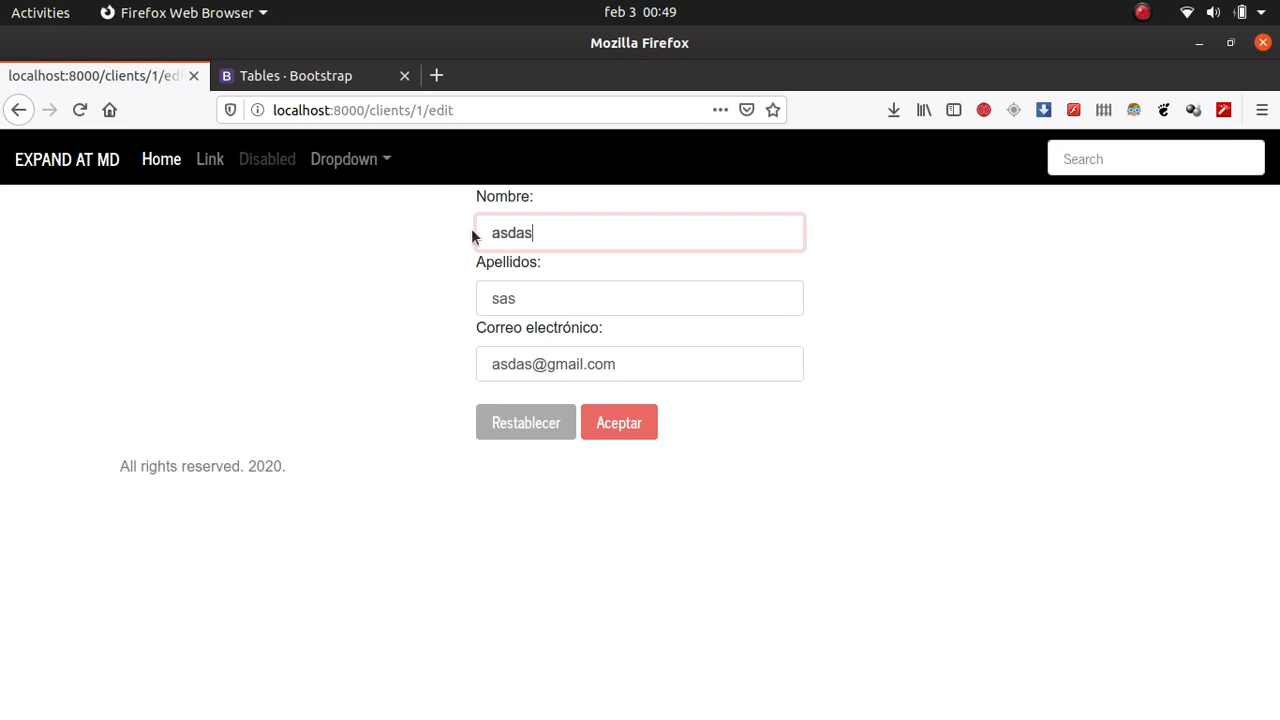 Activities Firefox Web Browser feb 3 00:49
Mozilla Firefox
localhost:8000/clients/1/edi B Tables · Bootstrap
localhost:8000/clients/1/edit
EXPAND AT MD Home Link Disabled Dropdown Search
Nombre:
asdas
Apellidos:
sas
Correo electrónico:
asdas@gmail.com
Restablecer Aceptar
All rights reserved. 2020.